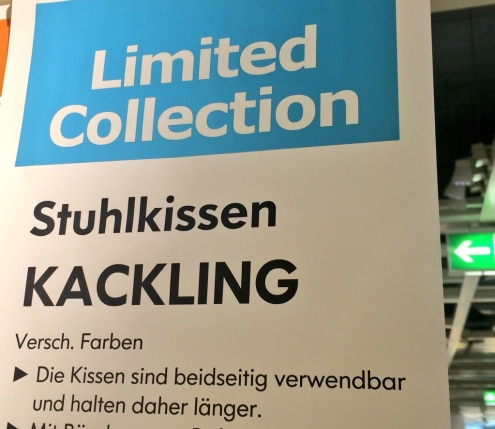 Limited
Collection
Stuhlkissen
KACKLING
Versch. Farben
▶ Die Kissen sind beidseitig verwendbar
und halten daher länger.